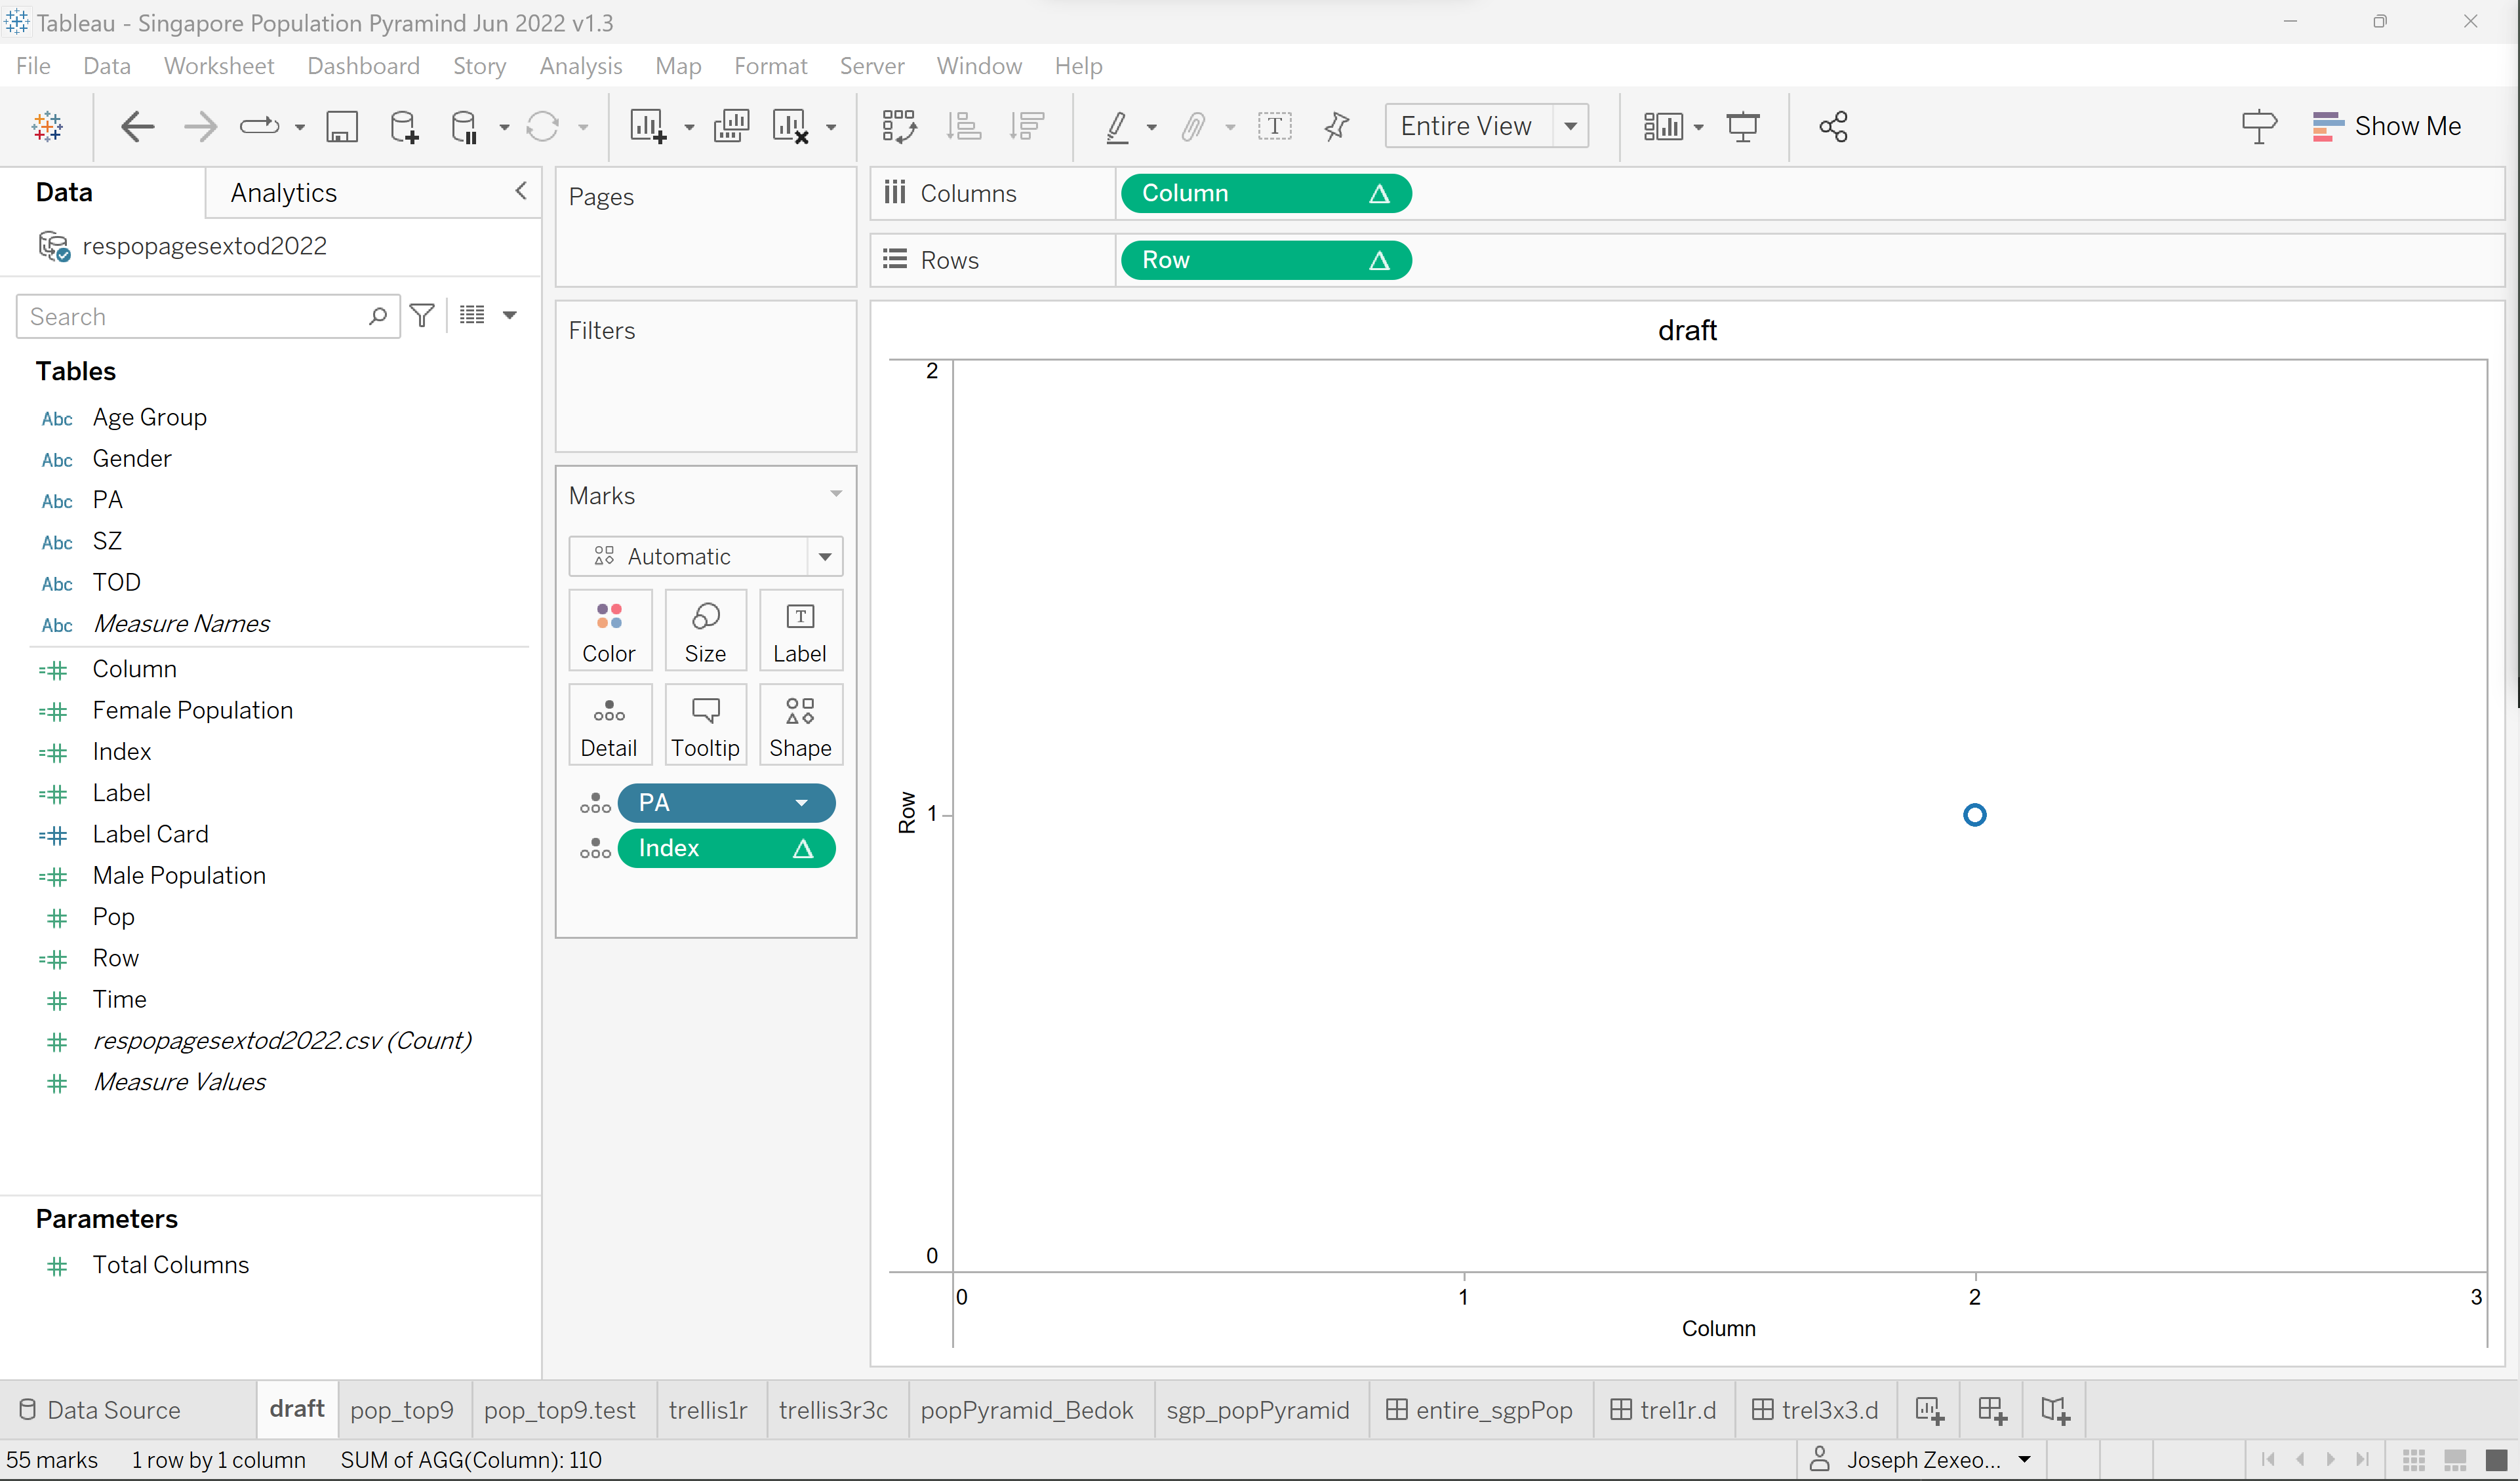 Tableau - Singapore Population Pyramind Jun 2022 v1.3
File Data Worksheet Dashboard Story Analysis Map Format Server Window Help
Entire View
Show Me
Data Analytics
respopagesextod2022
Search
Tables
Abc Age Group
Abc Gender
Abc PA
Abc SZ
Abc TOD
Abc Measure Names
=# Column
=# Female Population
=# Index
=# Label
=# Label Card
=# Male Population
# Pop
=# Row
# Time
# respopagesextod2022.csv (Count)
# Measure Values
Parameters
# Total Columns
Pages
Filters
Marks
Automatic
Color Size Label
Detail Tooltip Shape
PA
Index
Columns Column
Rows Row
draft
2
Row 1
0
0 1 2 3
Column
Data Source draft pop_top9 pop_top9.test trellis1r trellis3r3c popPyramid_Bedok sgp_popPyramid entire_sgpPop trel1r.d trel3x3.d
55 marks 1 row by 1 column SUM of AGG(Column): 110 Joseph Zexeo...